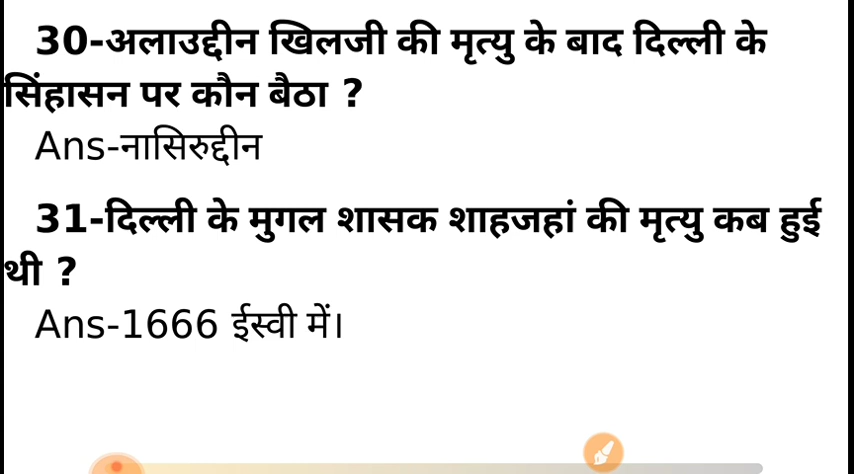 30-अलाउद्दीन खिलजी की मृत्यु के बाद दिल्ली के
सिंहासन पर कौन बैठा ?
Ans-नासिरुद्दीन
31-दिल्ली के मुगल शासक शाहजहां की मृत्यु कब हुई
थी ?
Ans-1666 ईस्वी में।